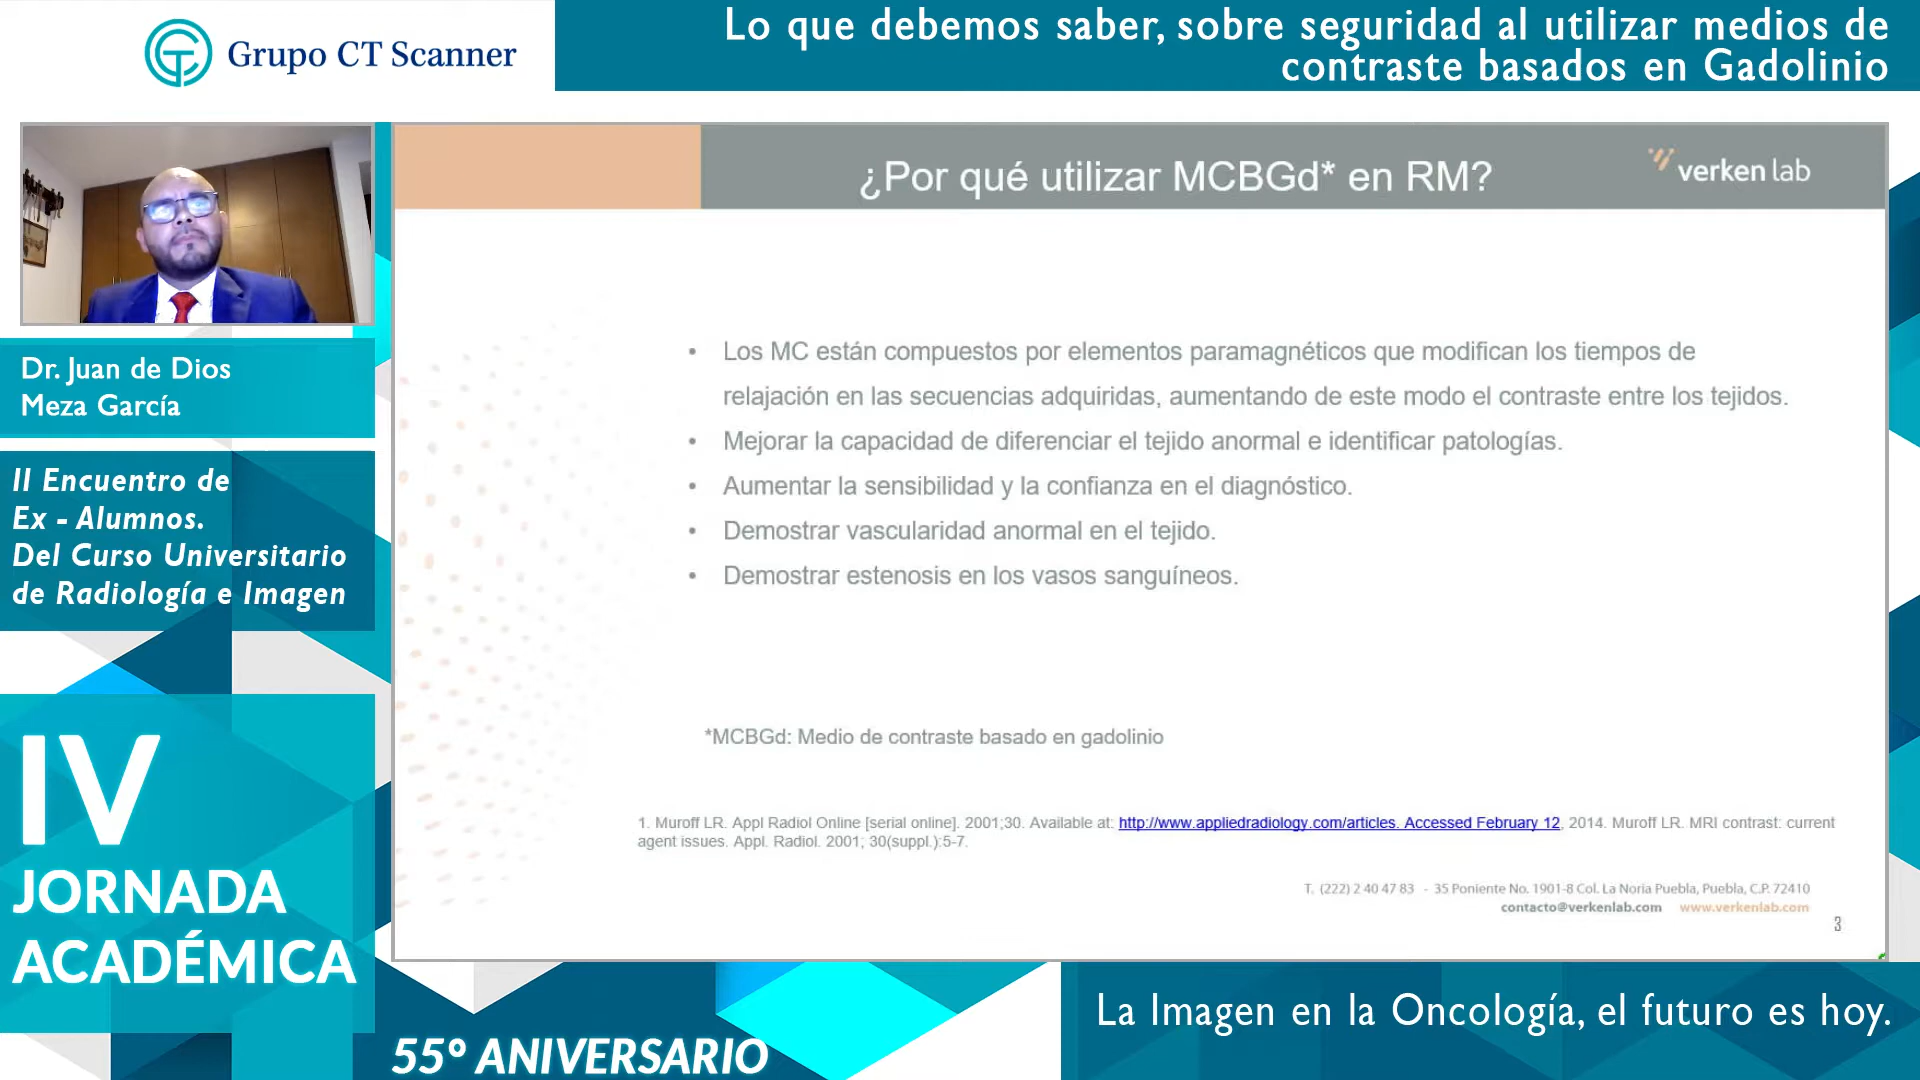 Grupo CT Scanner
Lo que debemos saber, sobre seguridad al utilizar medios de
contraste basados en Gadolinio
¿Por qué utilizar MCBGd* en RM?
verken lab
Dr. Juan de Dios
Meza García
II Encuentro de
Ex - Alumnos.
Del Curso Universitario
de Radiología e Imagen
IV
JORNADA
ACADÉMICA
• Los MC están compuestos por elementos paramagnéticos que modifican los tiempos de
relajación en las secuencias adquiridas, aumentando de este modo el contraste entre los tejidos.
• Mejorar la capacidad de diferenciar el tejido anormal e identificar patologías.
• Aumentar la sensibilidad y la confianza en el diagnóstico.
• Demostrar vascularidad anormal en el tejido.
• Demostrar estenosis en los vasos sanguíneos.
*MCBGd: Medio de contraste basado en gadolinio
1. Muroff LR. Appl Radiol Online [serial online]. 2001;30. Available at: http://www.appliedradiology.com/articles. Accessed February 12, 2014. Muroff LR. MRI contrast: current
agent issues. Appl. Radiol. 2001; 30(suppl.):5-7.
T. (222) 2 40 47 83 - 35 Poniente No. 1901-8 Col. La Noria Puebla, Puebla, C.P. 72410
contacto@verkenlab.com www.verkenlab.com
3
55º ANIVERSARIO
La Imagen en la Oncología, el futuro es hoy.